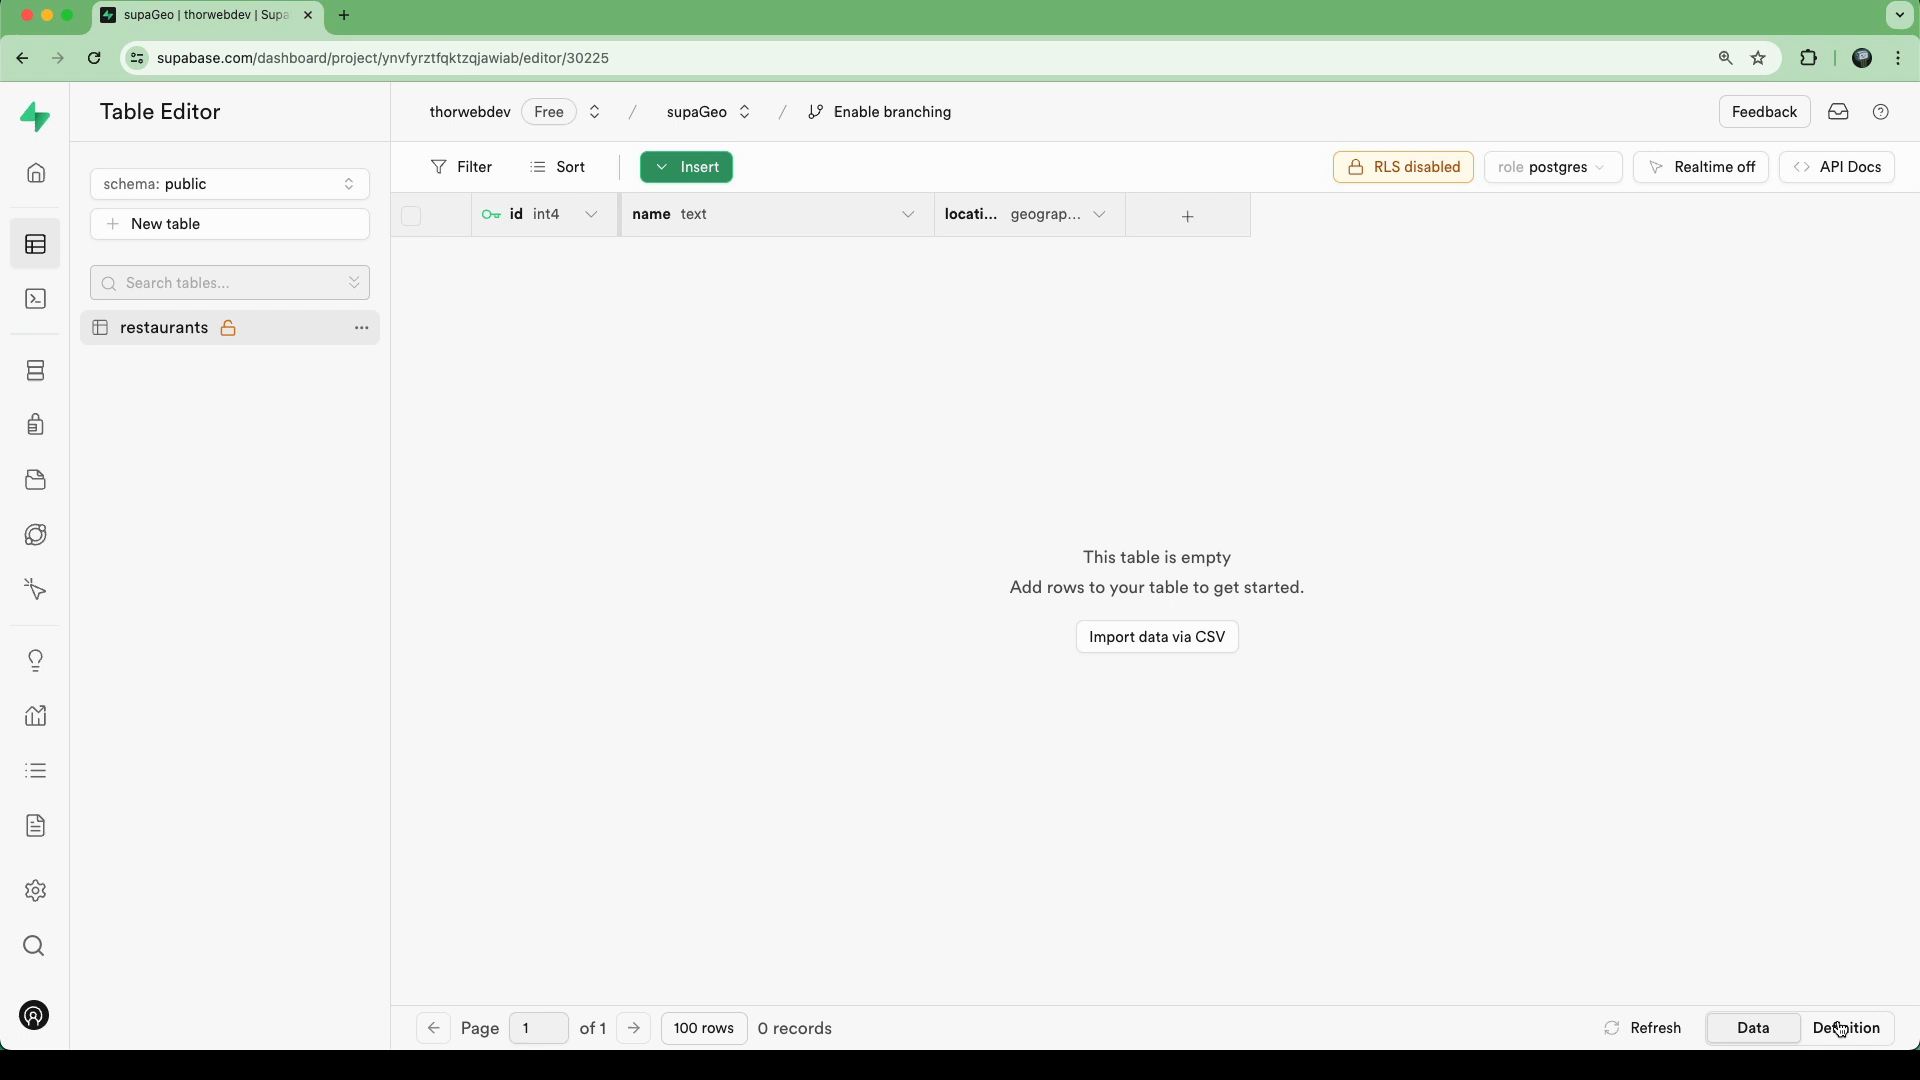 supaGeo | thorwebdev | Supa
supabase.com/dashboard/project/ynvfyrztfqktzqjawiab/editor/30225
Table Editor
thorwebdev Free / supaGeo / Enable branching
Feedback
schema: public
New table
Search tables...
restaurants
Filter Sort Insert
RLS disabled role postgres Realtime off API Docs
id int4 name text locati... geograp...
This table is empty
Add rows to your table to get started.
Import data via CSV
Page 1 of 1 100 rows 0 records
Refresh Data Definition